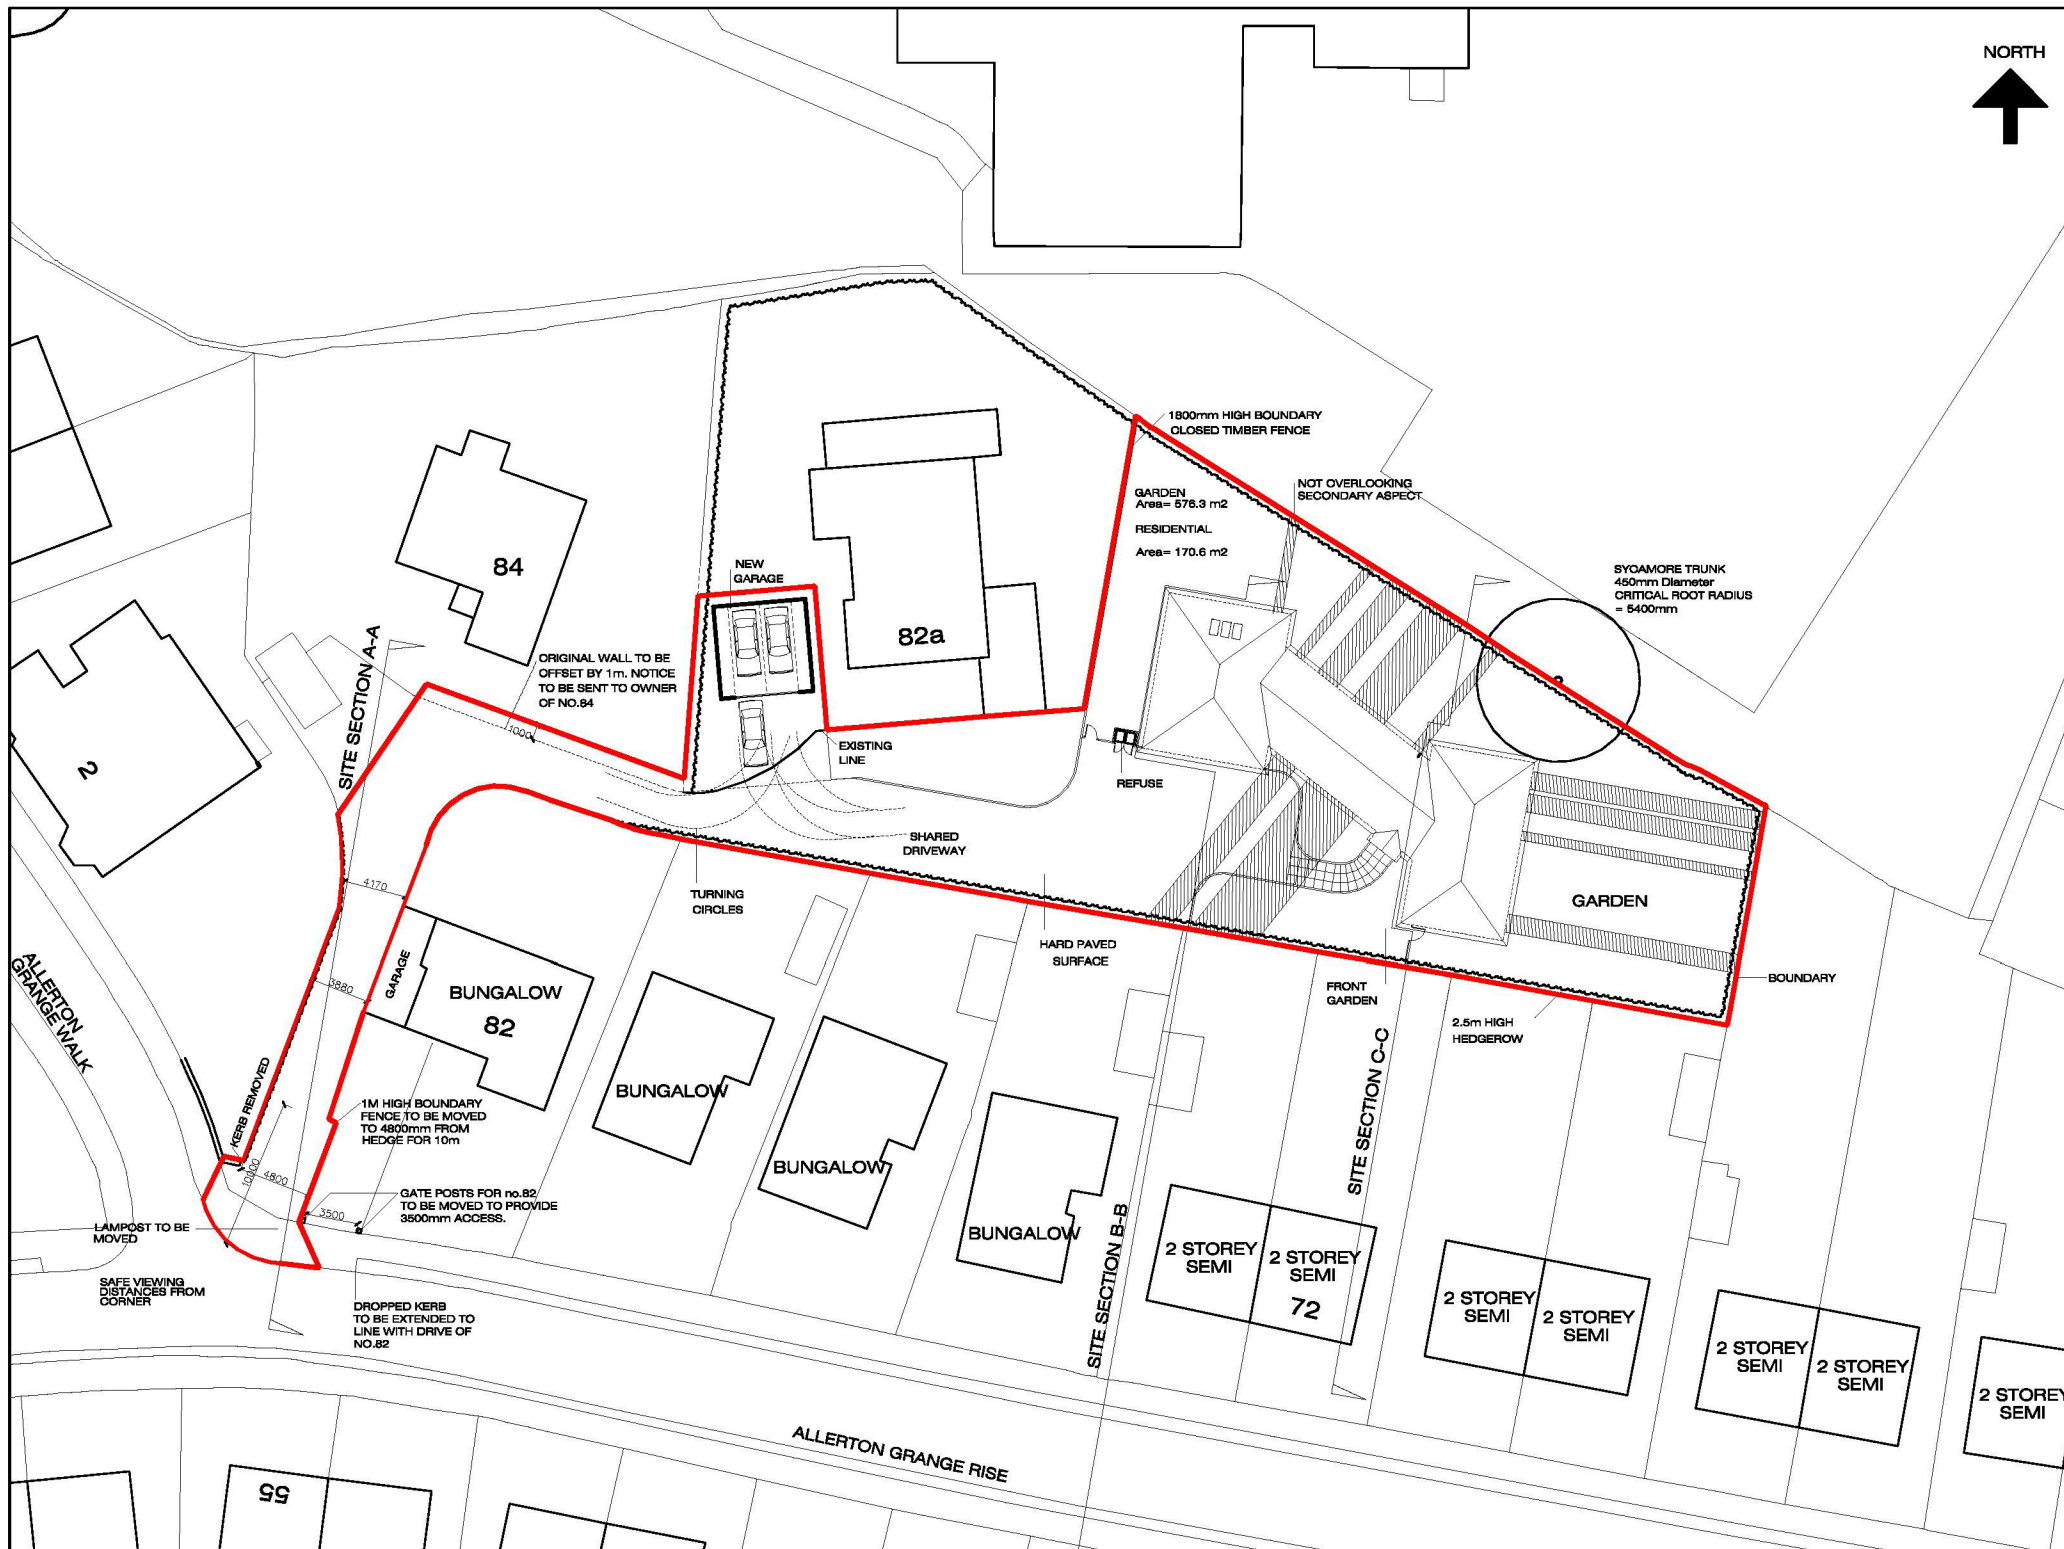 NORTH
1800mm HIGH BOUNDARY
CLOSED TIMBER FENCE
GARDEN
Area= 576.3 m2
RESIDENTIAL
Area= 170.6 m2
NOT OVERLOOKING
SECONDARY ASPECT
SYCAMORE TRUNK
450mm Diameter
CRITICAL ROOT RADIUS
= 5400mm
84
NEW
GARAGE
82a
ORIGINAL WALL TO BE
OFFSET BY 1m. NOTICE
TO BE SENT TO OWNER
OF NO.84
1000
SITE SECTION A-A
2
EXISTING
LINE
REFUSE
SHARED
DRIVEWAY
TURNING
CIRCLES
4170
GARDEN
HARD PAVED
SURFACE
BOUNDARY
FRONT
GARDEN
2.5m HIGH
HEDGEROW
GARAGE
3880
BUNGALOW
82
ALLERTON
GRANGE WALK
BUNGALOW
BUNGALOW
BUNGALOW
KERB REMOVED
1M HIGH BOUNDARY
FENCE TO BE MOVED
TO 4800mm FROM
HEDGE FOR 10m
10000
4800
GATE POSTS FOR no.82
TO BE MOVED TO PROVIDE
3500mm ACCESS.
3500
LAMPOST TO BE
MOVED
SAFE VIEWING
DISTANCES FROM
CORNER
DROPPED KERB
TO BE EXTENDED TO
LINE WITH DRIVE OF
NO.82
SITE SECTION B-B
SITE SECTION C-C
2 STOREY
SEMI
2 STOREY
SEMI
72
2 STOREY
SEMI
2 STOREY
SEMI
2 STOREY
SEMI
2 STOREY
SEMI
2 STOREY
SEMI
ALLERTON GRANGE RISE
55